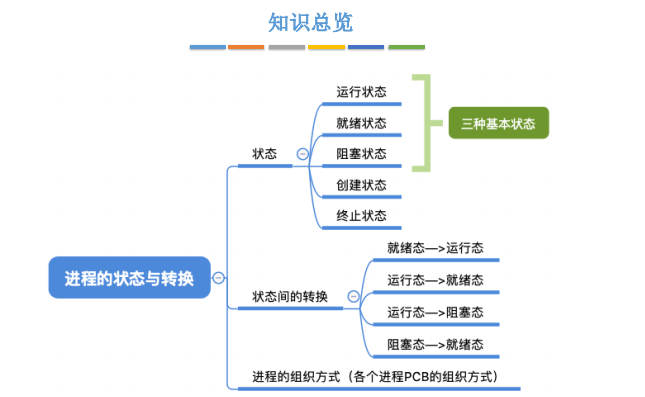 知识总览
运行状态
就绪状态
阻塞状态
创建状态
终止状态
三种基本状态
状态
进程的状态与转换
就绪态—>运行态
运行态—>就绪态
运行态—>阻塞态
阻塞态—>就绪态
状态间的转换
进程的组织方式（各个进程PCB的组织方式）